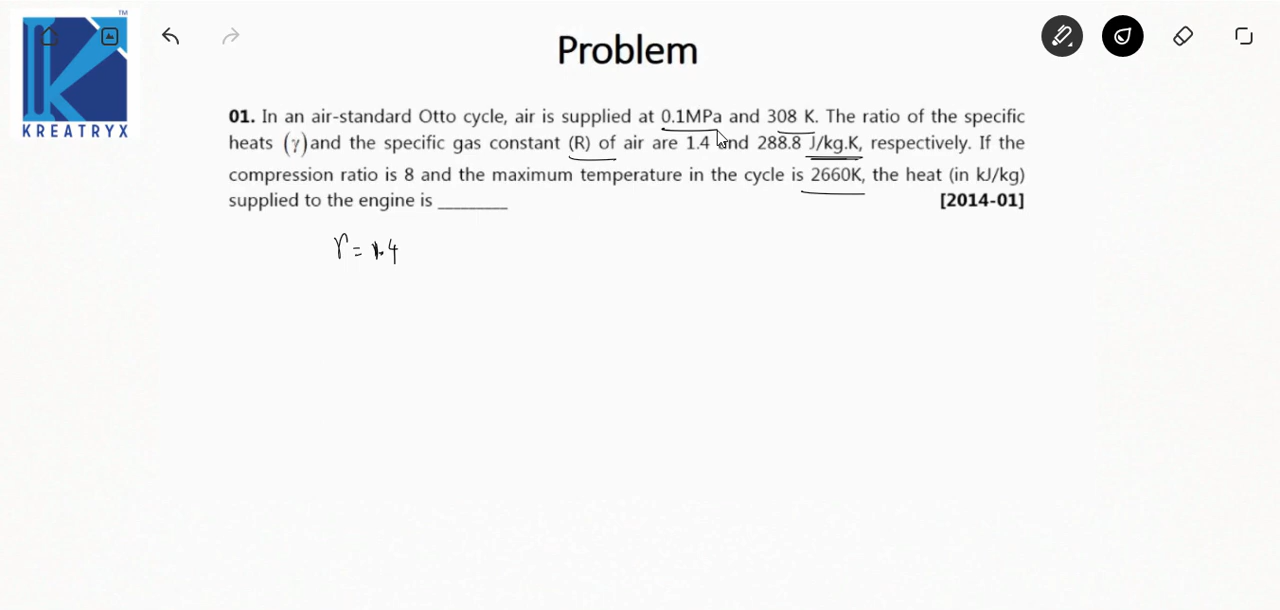 TM
KREATRYX
Problem
01. In an air-standard Otto cycle, air is supplied at 0.1MPa and 308 K. The ratio of the specific
heats (γ)and the specific gas constant (R) of air are 1.4 and 288.8 J/kg.K, respectively. If the
compression ratio is 8 and the maximum temperature in the cycle is 2660K, the heat (in kJ/kg)
supplied to the engine is _________ [2014-01]
γ = 1.4